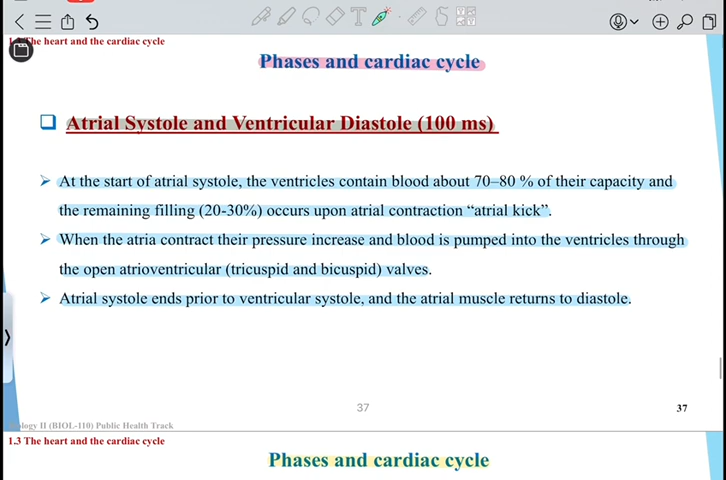 1.3 The heart and the cardiac cycle
Phases and cardiac cycle
Atrial Systole and Ventricular Diastole (100 ms)
At the start of atrial systole, the ventricles contain blood about 70–80 % of their capacity and
the remaining filling (20-30%) occurs upon atrial contraction “atrial kick”.
When the atria contract their pressure increase and blood is pumped into the ventricles through
the open atrioventricular (tricuspid and bicuspid) valves.
Atrial systole ends prior to ventricular systole, and the atrial muscle returns to diastole.
37
37
II (BIOL-110) Public Health Track
1.3 The heart and the cardiac cycle
Phases and cardiac cycle